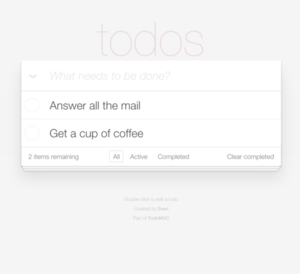 todos
What needs to be done?
Answer all the mail
Get a cup of coffee
2 items remaining All Active Completed Clear completed
Double-click to edit a todo
Created by
Part of TodoMVC